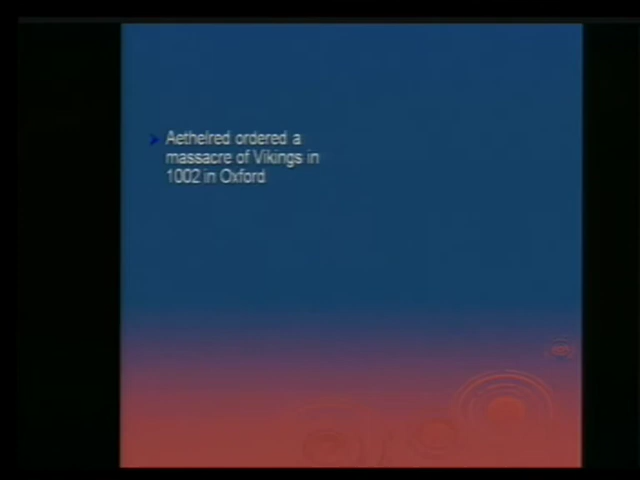 Aethelred ordered a
massacre of Vikings in
1002 in Oxford